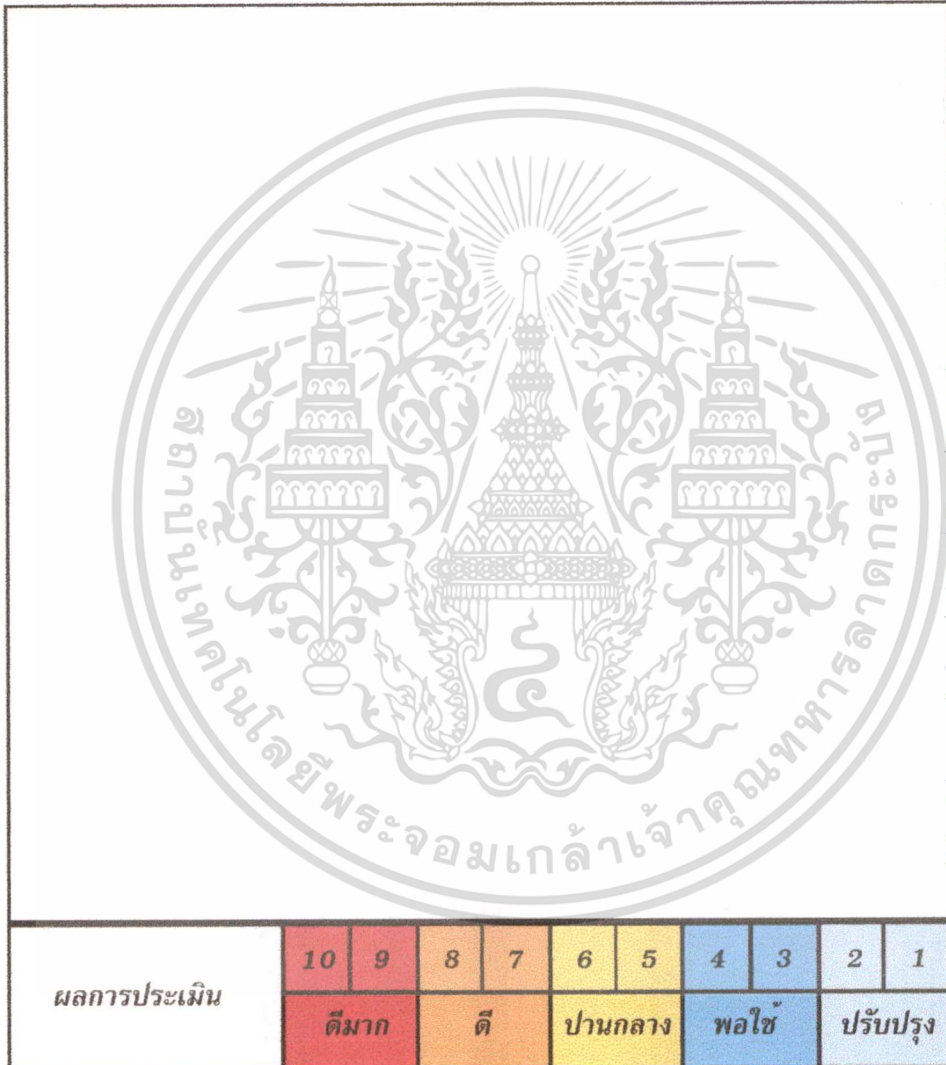 สถาบันเทคโนโลยีพระจอมเกล้าเจ้าคุณทหารลาดกระบัง
๔
ผลการประเมิน 10 9 8 7 6 5 4 3 2 1
ดีมาก ดี ปานกลาง พอใช้ ปรับปรุง